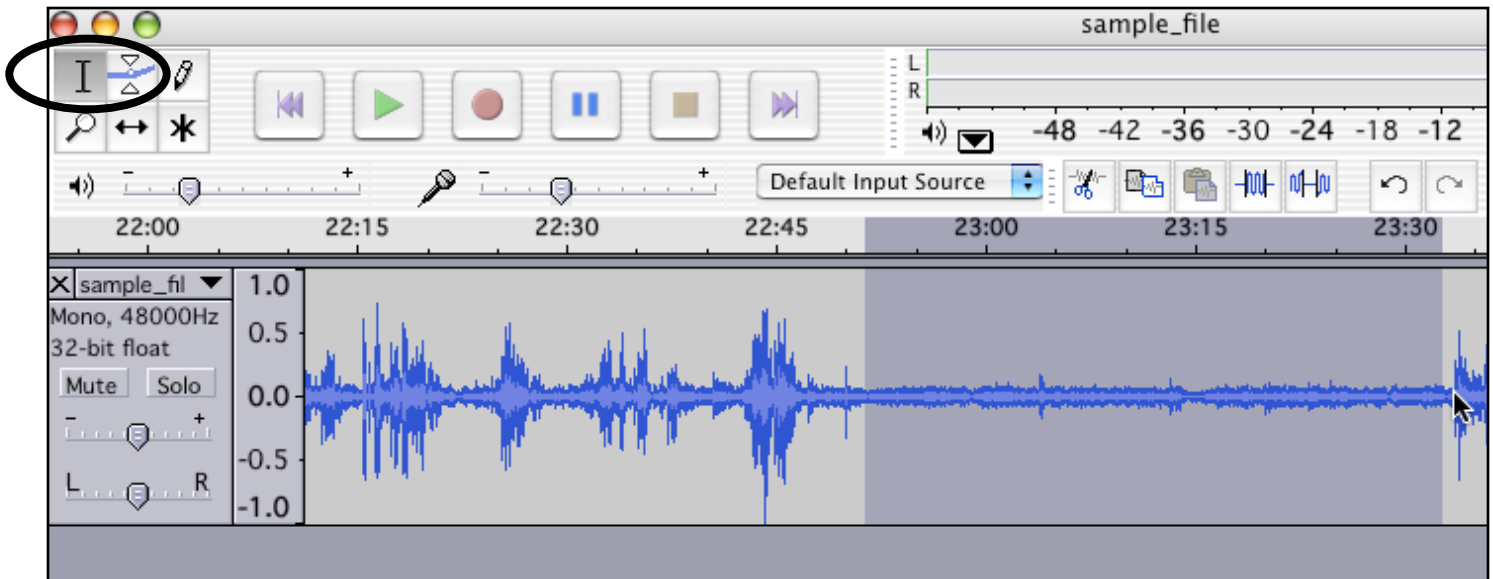 sample_file
L
R
-48 -42 -36 -30 -24 -18 -12
- + - + Default Input Source
22:00 22:15 22:30 22:45 23:00 23:15 23:30
X sample_fil
Mono, 48000Hz
32-bit float
Mute Solo
- +
L R
1.0
0.5
0.0
-0.5
-1.0